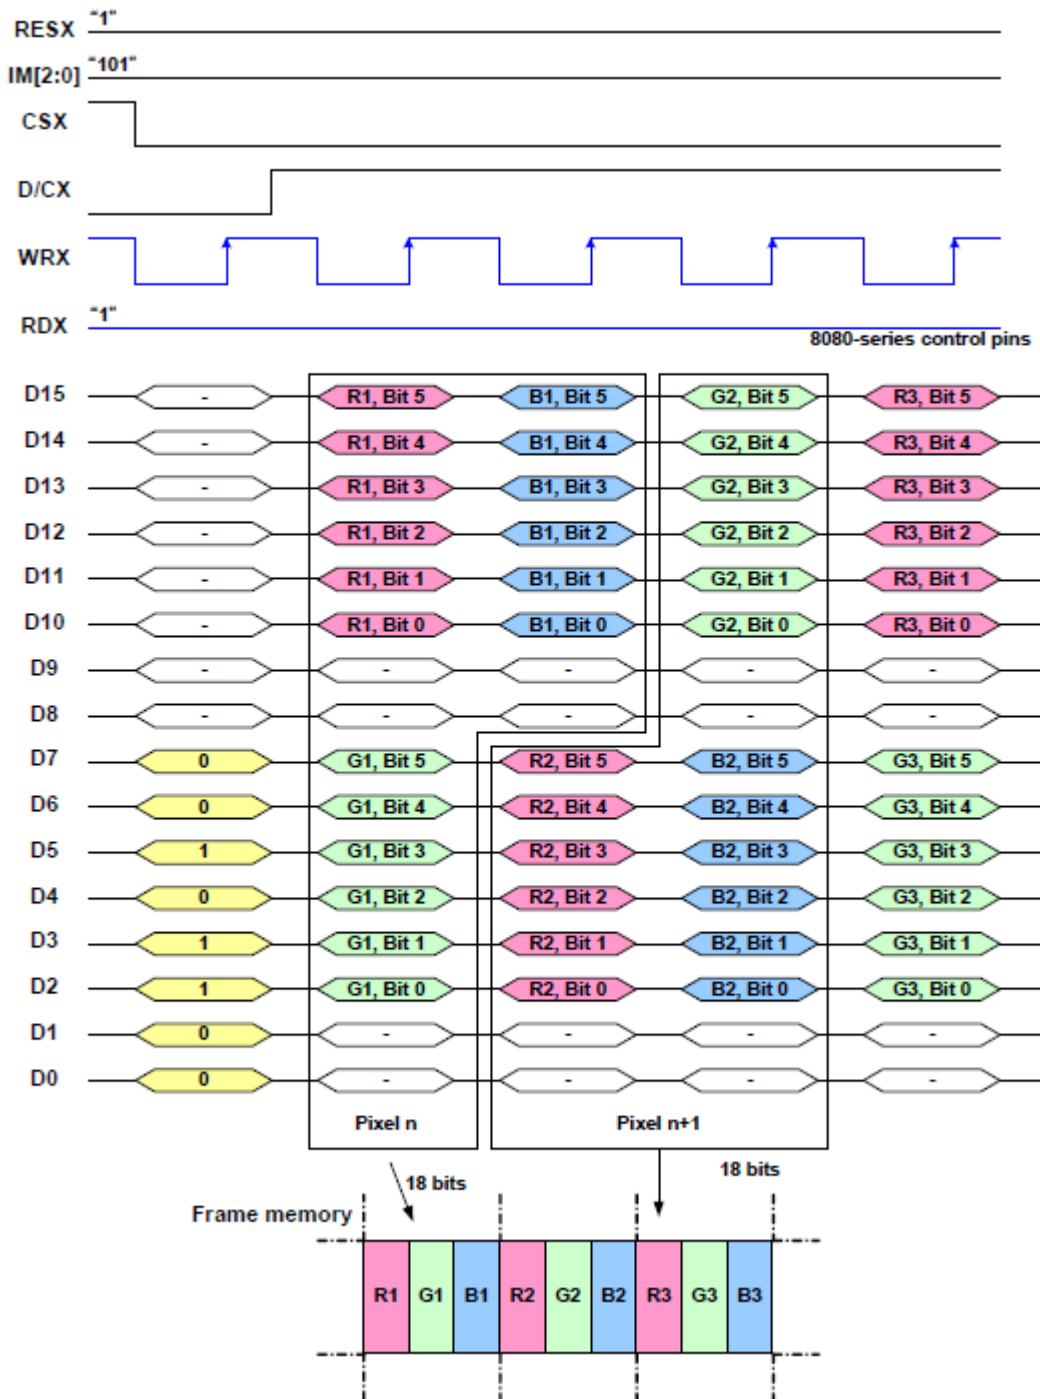 RESX "1"
IM[2:0] "101"
CSX
D/CX
WRX
RDX "1"
8080-series control pins
D15 - R1, Bit 5 B1, Bit 5 G2, Bit 5 R3, Bit 5
D14 - R1, Bit 4 B1, Bit 4 G2, Bit 4 R3, Bit 4
D13 - R1, Bit 3 B1, Bit 3 G2, Bit 3 R3, Bit 3
D12 - R1, Bit 2 B1, Bit 2 G2, Bit 2 R3, Bit 2
D11 - R1, Bit 1 B1, Bit 1 G2, Bit 1 R3, Bit 1
D10 - R1, Bit 0 B1, Bit 0 G2, Bit 0 R3, Bit 0
D9 - - - - -
D8 - - - - -
D7 0 G1, Bit 5 R2, Bit 5 B2, Bit 5 G3, Bit 5
D6 0 G1, Bit 4 R2, Bit 4 B2, Bit 4 G3, Bit 4
D5 1 G1, Bit 3 R2, Bit 3 B2, Bit 3 G3, Bit 3
D4 0 G1, Bit 2 R2, Bit 2 B2, Bit 2 G3, Bit 2
D3 1 G1, Bit 1 R2, Bit 1 B2, Bit 1 G3, Bit 1
D2 1 G1, Bit 0 R2, Bit 0 B2, Bit 0 G3, Bit 0
D1 0 - - - -
D0 0 - - - -
Pixel n Pixel n+1
18 bits 18 bits
Frame memory
R1 G1 B1 R2 G2 B2 R3 G3 B3